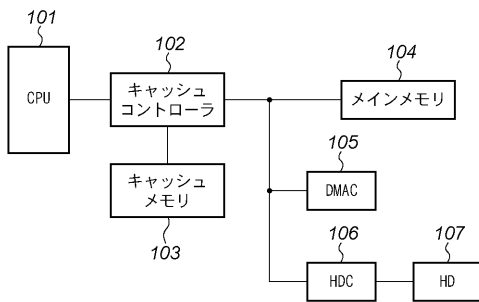 101
CPU
102
キャッシュ
コントローラ
キャッシュ
メモリ
103
104
メインメモリ
105
DMAC
106
HDC
107
HD